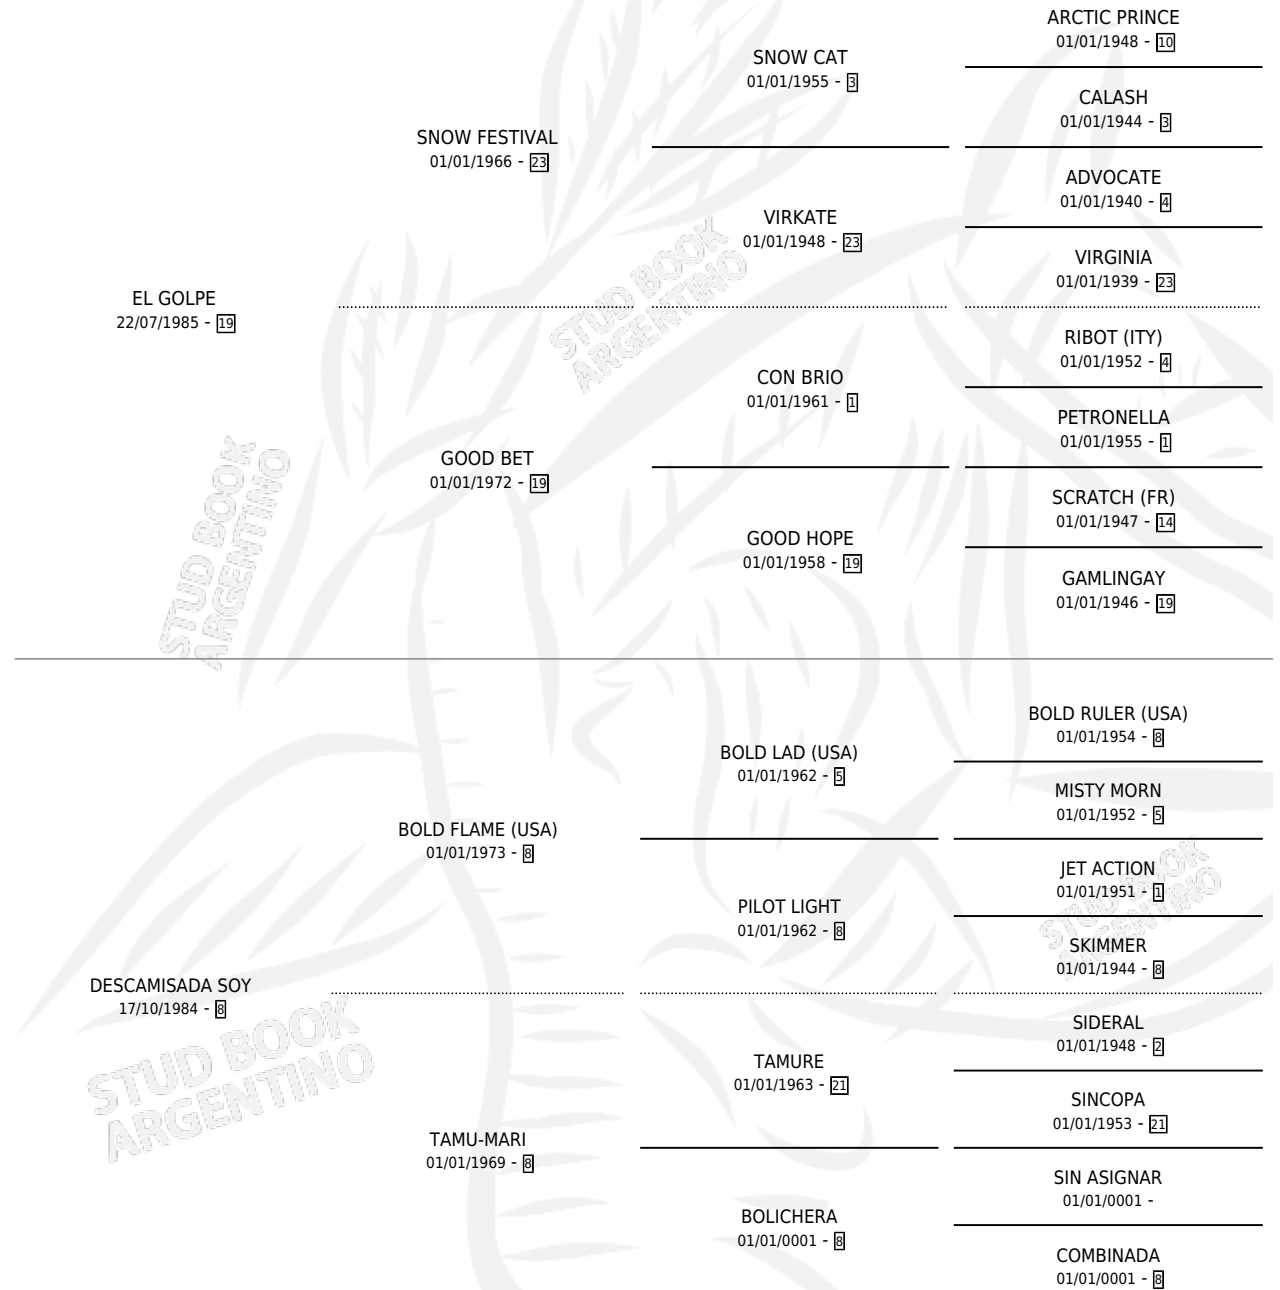 ARCTIC PRINCE
01/01/1948 - 10
SNOW CAT
01/01/1955 - 3
CALASH
01/01/1944 - 3
SNOW FESTIVAL
01/01/1966 - 23
ADVOCATE
01/01/1940 - 4
VIRKATE
01/01/1948 - 23
VIRGINIA
01/01/1939 - 23
EL GOLPE
22/07/1985 - 19
RIBOT (ITY)
01/01/1952 - 4
CON BRIO
01/01/1961 - 1
PETRONELLA
01/01/1955 - 1
GOOD BET
01/01/1972 - 19
SCRATCH (FR)
01/01/1947 - 14
GOOD HOPE
01/01/1958 - 19
GAMLINGAY
01/01/1946 - 19
STUD BOOK
ARGENTINO
STUD BOOK
ARGENTINO
BOLD RULER (USA)
01/01/1954 - 8
BOLD LAD (USA)
01/01/1962 - 5
MISTY MORN
01/01/1952 - 5
BOLD FLAME (USA)
01/01/1973 - 8
JET ACTION
01/01/1951 - 1
PILOT LIGHT
01/01/1962 - 8
SKIMMER
01/01/1944 - 8
DESCAMISADA SOY
17/10/1984 - 8
SIDERAL
01/01/1948 - 2
TAMURE
01/01/1963 - 21
SINCOPA
01/01/1953 - 21
TAMU-MARI
01/01/1969 - 8
SIN ASIGNAR
01/01/0001 -
BOLICHERA
01/01/0001 - 8
COMBINADA
01/01/0001 - 8
STUD BOOK
ARGENTINO
STUD BOOK
ARGENTINO